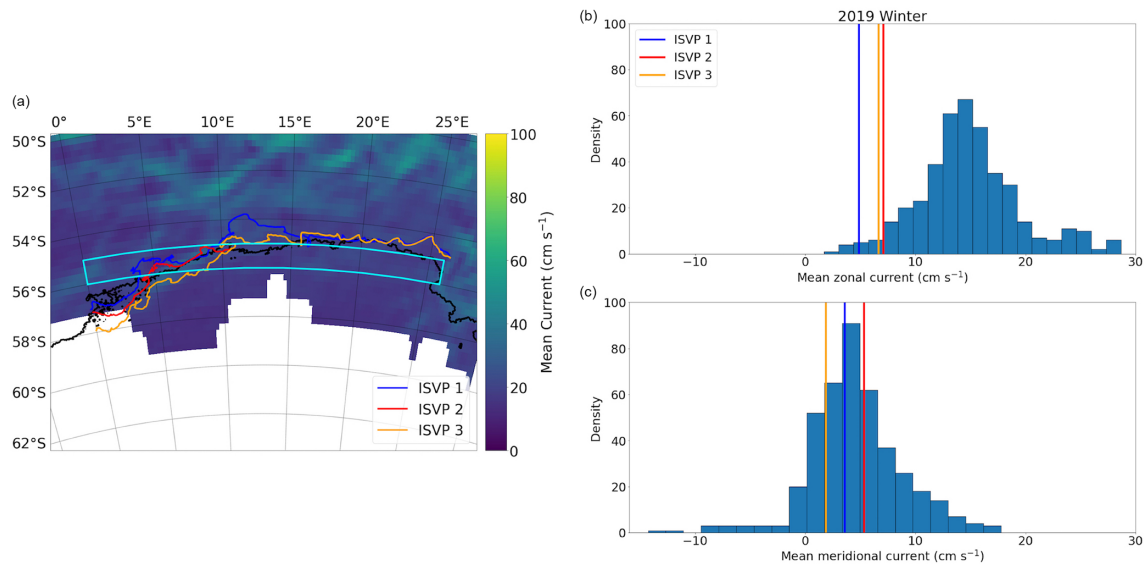 (a)
0° 5°E 10°E 15°E 20°E 25°E
50°S
52°S
54°S
56°S
58°S
60°S
62°S
ISVP 1
ISVP 2
ISVP 3
100
80
60
40
20
0
Mean Current (cm s⁻¹)
(b)
2019 Winter
100
80
60
40
20
0
Density
ISVP 1
ISVP 2
ISVP 3
−10 0 10 20 30
Mean zonal current (cm s⁻¹)
(c)
100
80
60
40
20
0
Density
−10 0 10 20 30
Mean meridional current (cm s⁻¹)